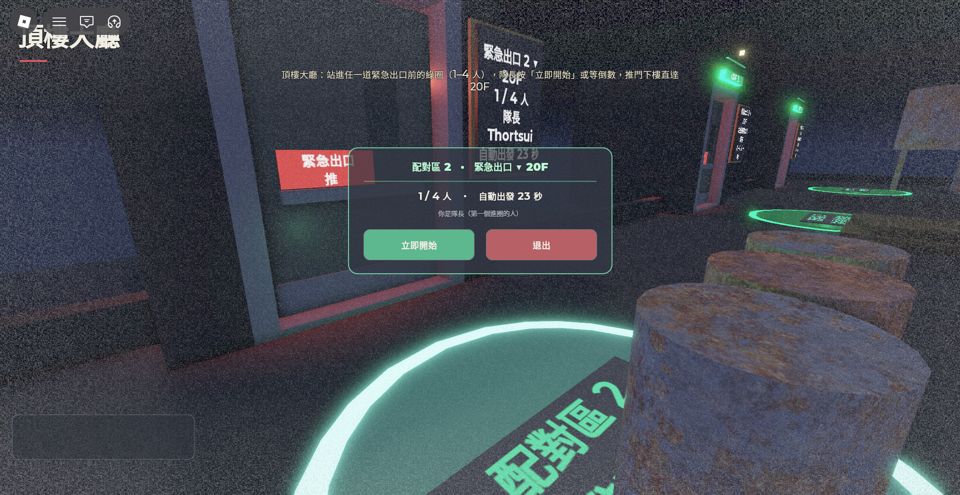 頂樓大廳
頂樓大廳：站進任一道緊急出口前的綠圈（1–4 人），隊長按「立即開始」或等倒數，推門下樓直達
20F
緊急出口 2 ▼
20F
1 / 4 人
隊長
Thortsui
自動出發 23 秒
緊急出口
推
配對區 2 • 緊急出口 ▼ 20F
1 / 4 人 • 自動出發 23 秒
你是隊長（第一個進圈的人）
立即開始
退出
配對區 2